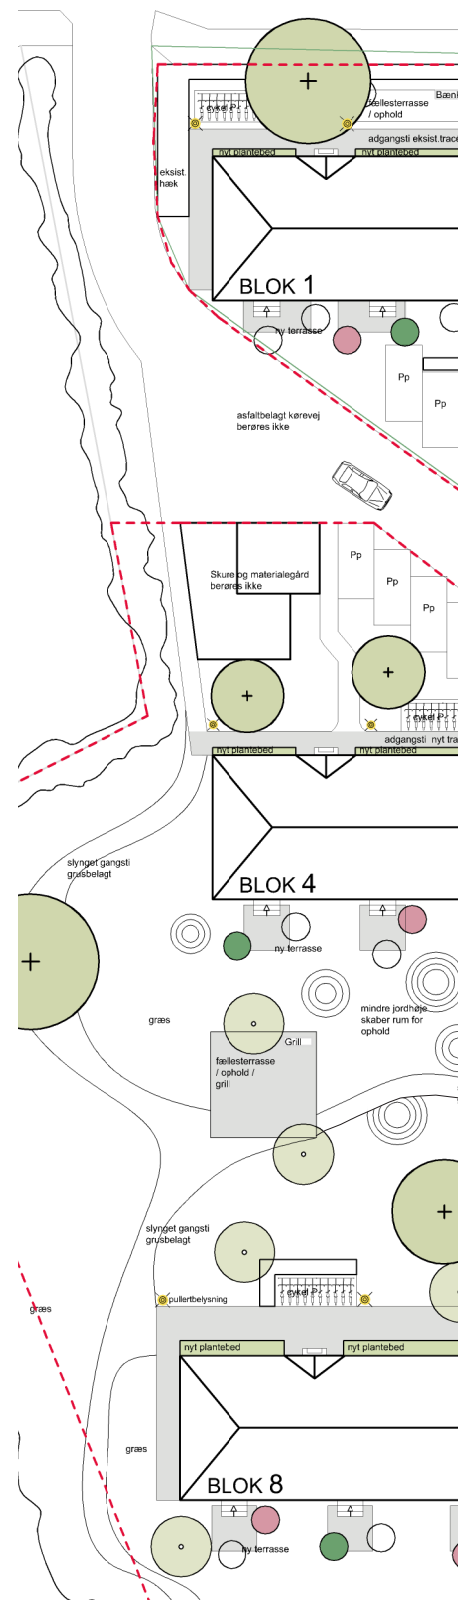 Bænk
cykel P
fællesterrasse
/ ophold
adgangsti eksist.trace
nyt plantebed
nyt plantebed
eksist.
hæk
BLOK 1
ny terrasse
Pp
Pp
asfaltbelagt kørevej
berøres ikke
Pp
Skure og materialegård
berøres ikke
Pp
Pp
cykel P
adgangsti nyt tra
nyt plantebed
nyt plantebed
slynget gangsti
grusbelagt
BLOK 4
ny terrasse
græs
mindre jordhøje
skaber rum for
ophold
Grill
fællesterrasse
/ ophold /
grill
slynget gangsti
grusbelagt
cykel P
pullertbelysning
græs
nyt plantebed
nyt plantebed
græs
BLOK 8
ny terrasse